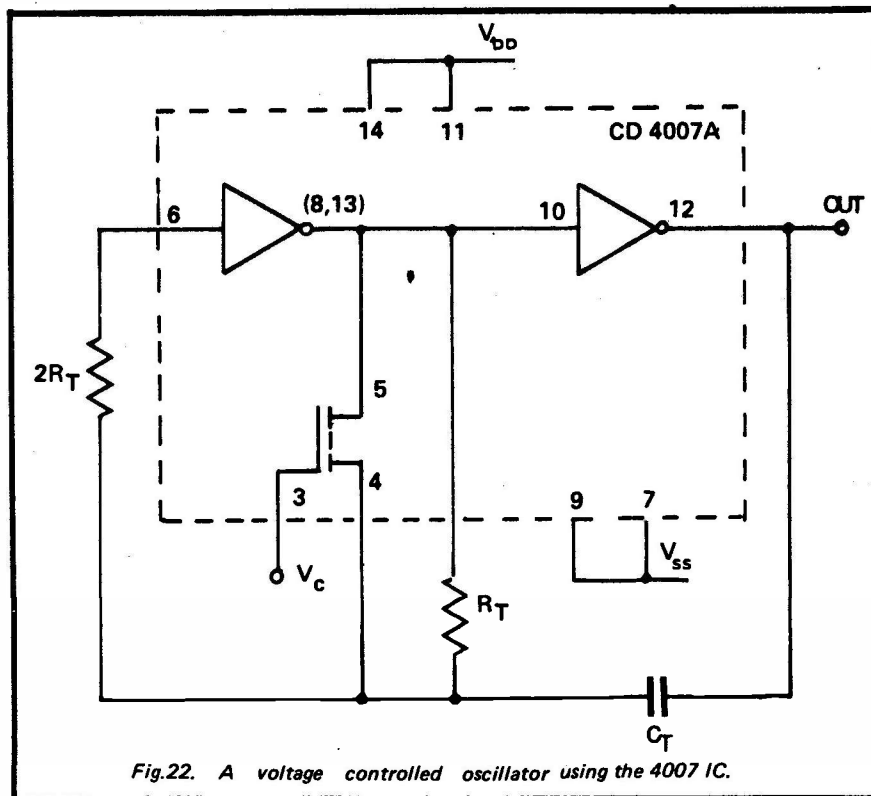 V_DD
14 11 CD 4007A
6 (8,13) 10 12 OUT
2R_T
5
3 4 9 7
V_C V_SS
R_T
C_T
Fig.22. A voltage controlled oscillator using the 4007 IC.